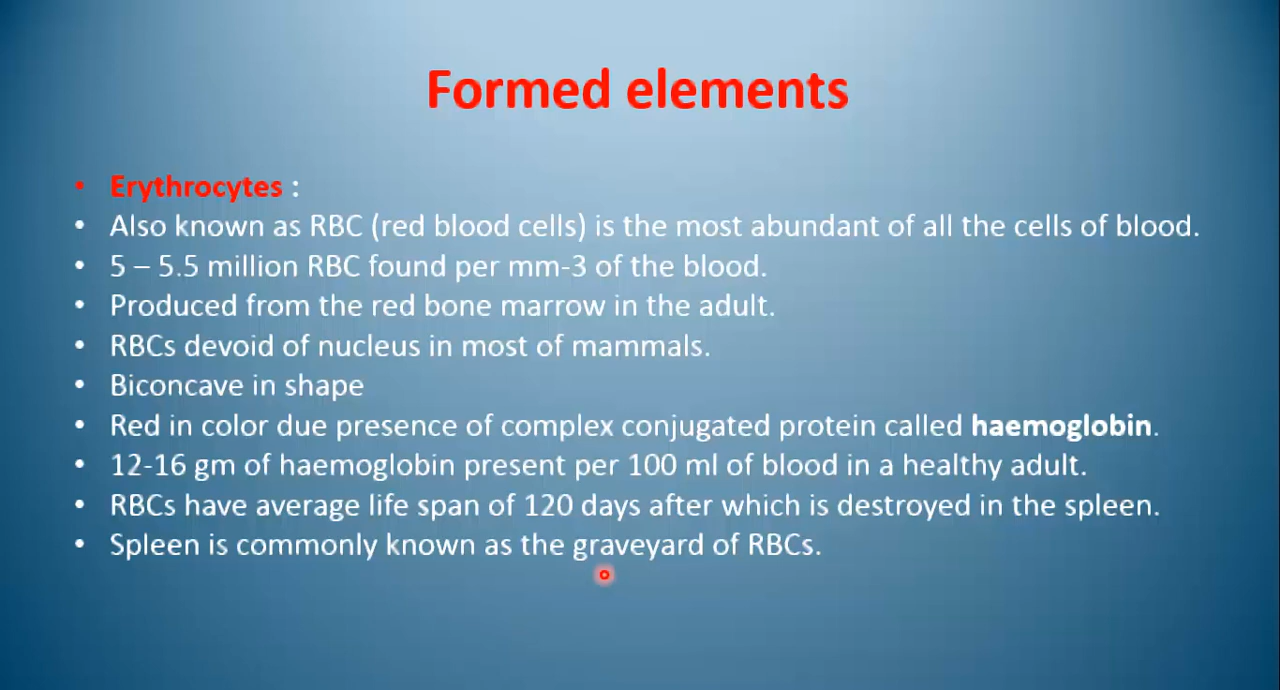 Formed elements
• Erythrocytes :
• Also known as RBC (red blood cells) is the most abundant of all the cells of blood.
• 5 – 5.5 million RBC found per mm-3 of the blood.
• Produced from the red bone marrow in the adult.
• RBCs devoid of nucleus in most of mammals.
• Biconcave in shape
• Red in color due presence of complex conjugated protein called haemoglobin.
• 12-16 gm of haemoglobin present per 100 ml of blood in a healthy adult.
• RBCs have average life span of 120 days after which is destroyed in the spleen.
• Spleen is commonly known as the graveyard of RBCs.